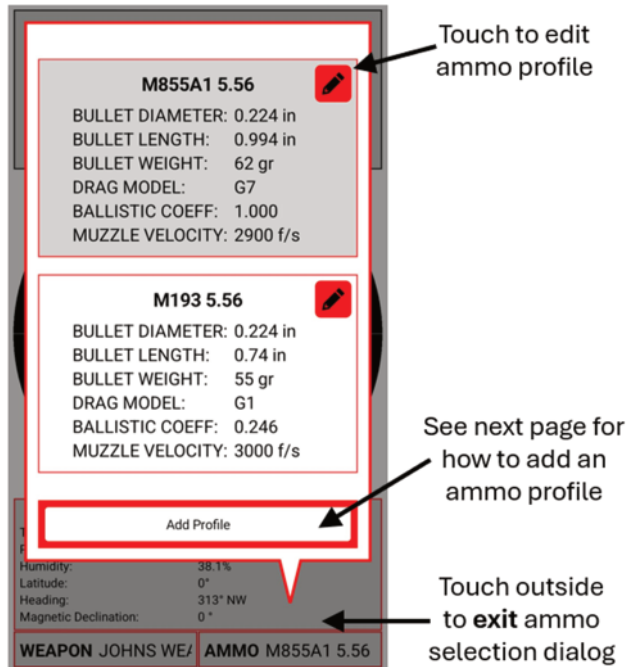 Touch to edit
ammo profile
M855A1 5.56
BULLET DIAMETER: 0.224 in
BULLET LENGTH: 0.994 in
BULLET WEIGHT: 62 gr
DRAG MODEL: G7
BALLISTIC COEFF: 1.000
MUZZLE VELOCITY: 2900 f/s
M193 5.56
BULLET DIAMETER: 0.224 in
BULLET LENGTH: 0.74 in
BULLET WEIGHT: 55 gr
DRAG MODEL: G1
BALLISTIC COEFF: 0.246
MUZZLE VELOCITY: 3000 f/s
See next page for
how to add an
ammo profile
Add Profile
Humidity: 38.1%
Latitude: 0°
Heading: 313° NW
Magnetic Declination: 0 °
Touch outside
to exit ammo
selection dialog
WEAPON JOHNS WEA AMMO M855A1 5.56